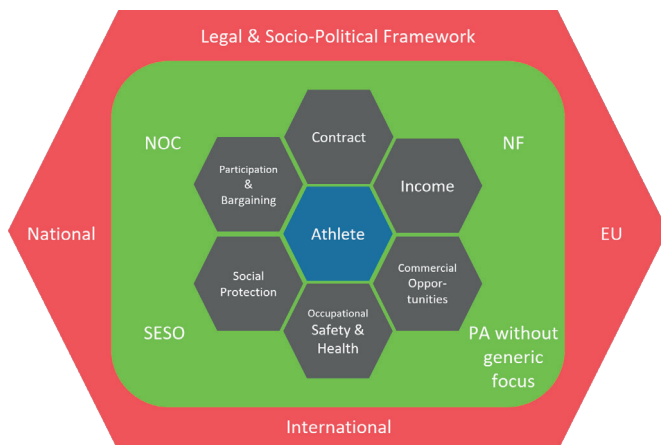 Legal & Socio-Political Framework
NOC
Contract
NF
Participation
&
Bargaining
Income
National
Athlete
EU
Social
Protection
Commercial
Oppor-
tunities
Occupational
Safety &
Health
SESO
PA without
generic
focus
International